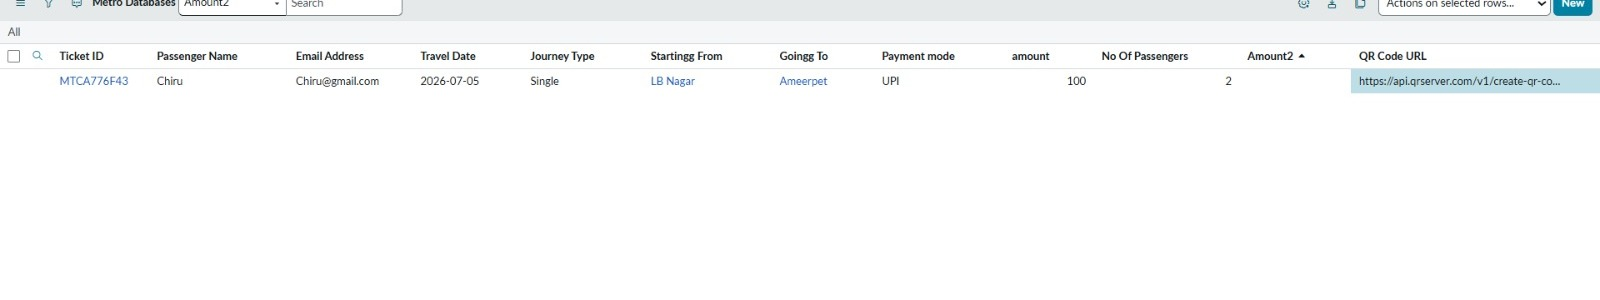 Metro Databases Amount2 Search Actions on selected rows... New
All
Ticket ID Passenger Name Email Address Travel Date Journey Type Startingg From Goingg To Payment mode amount No Of Passengers Amount2 QR Code URL
MTCA776F43 Chiru Chiru@gmail.com 2026-07-05 Single LB Nagar Ameerpet UPI 100 2 https://api.qrserver.com/v1/create-qr-co...